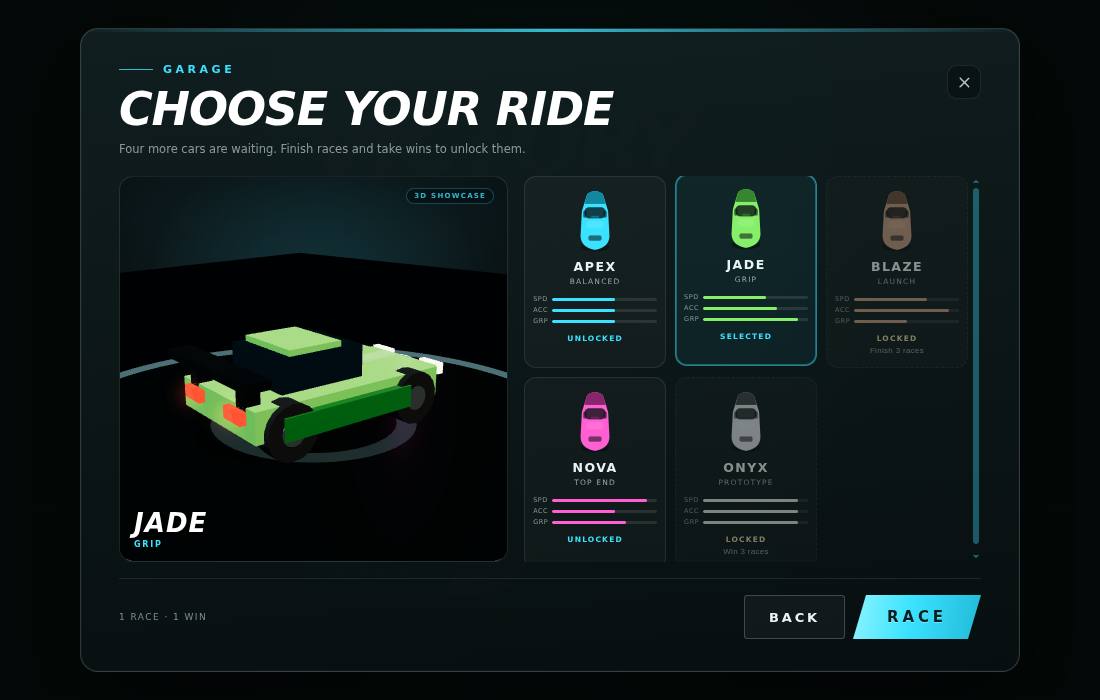 GARAGE
CHOOSE YOUR RIDE
Four more cars are waiting. Finish races and take wins to unlock them.
3D SHOWCASE
JADE
GRIP
APEX
BALANCED
SPD
ACC
GRP
UNLOCKED
JADE
GRIP
SPD
ACC
GRP
SELECTED
BLAZE
LAUNCH
SPD
ACC
GRP
LOCKED
Finish 3 races
NOVA
TOP END
SPD
ACC
GRP
UNLOCKED
ONYX
PROTOTYPE
SPD
ACC
GRP
LOCKED
Win 3 races
1 RACE · 1 WIN
BACK
RACE